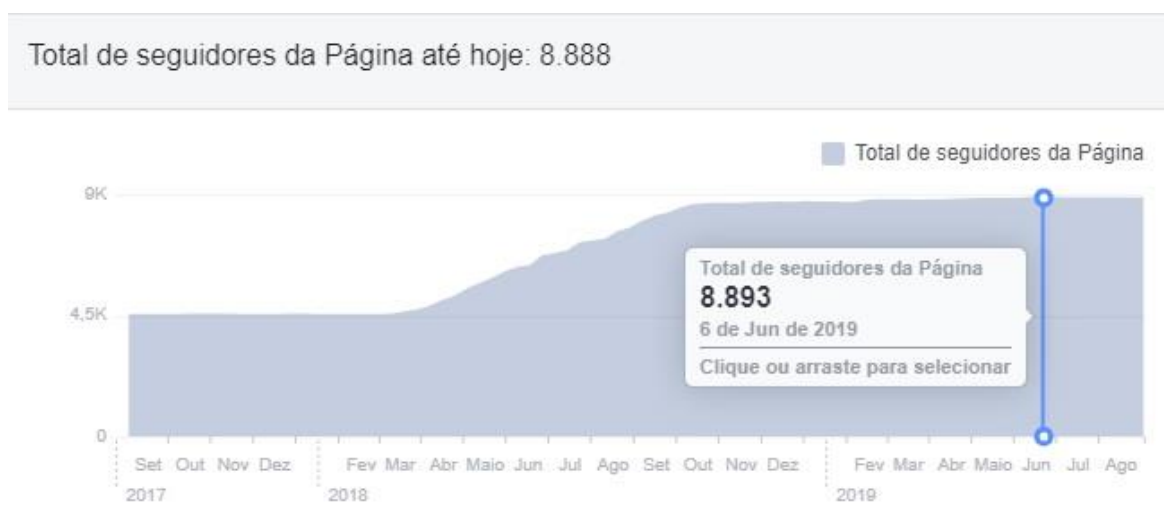 Total de seguidores da Página até hoje: 8.888
Total de seguidores da Página
9K
Total de seguidores da Página
8.893
4,5K
6 de Jun de 2019
Clique ou arraste para selecionar
0
Set Out Nov Dez Fev Mar Abr Maio Jun Jul Ago Set Out Nov Dez Fev Mar Abr Maio Jun Jul Ago
2017 2018 2019